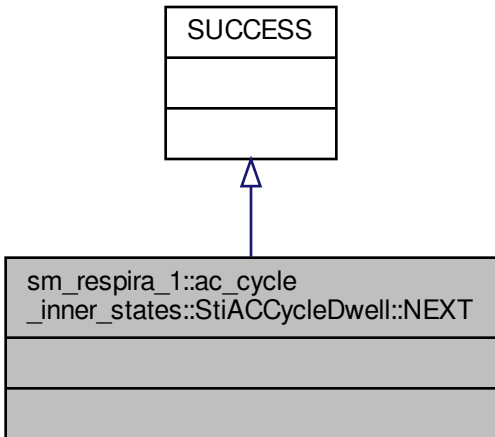 SUCCESS
sm_respira_1::ac_cycle
_inner_states::StiACCycleDwell::NEXT